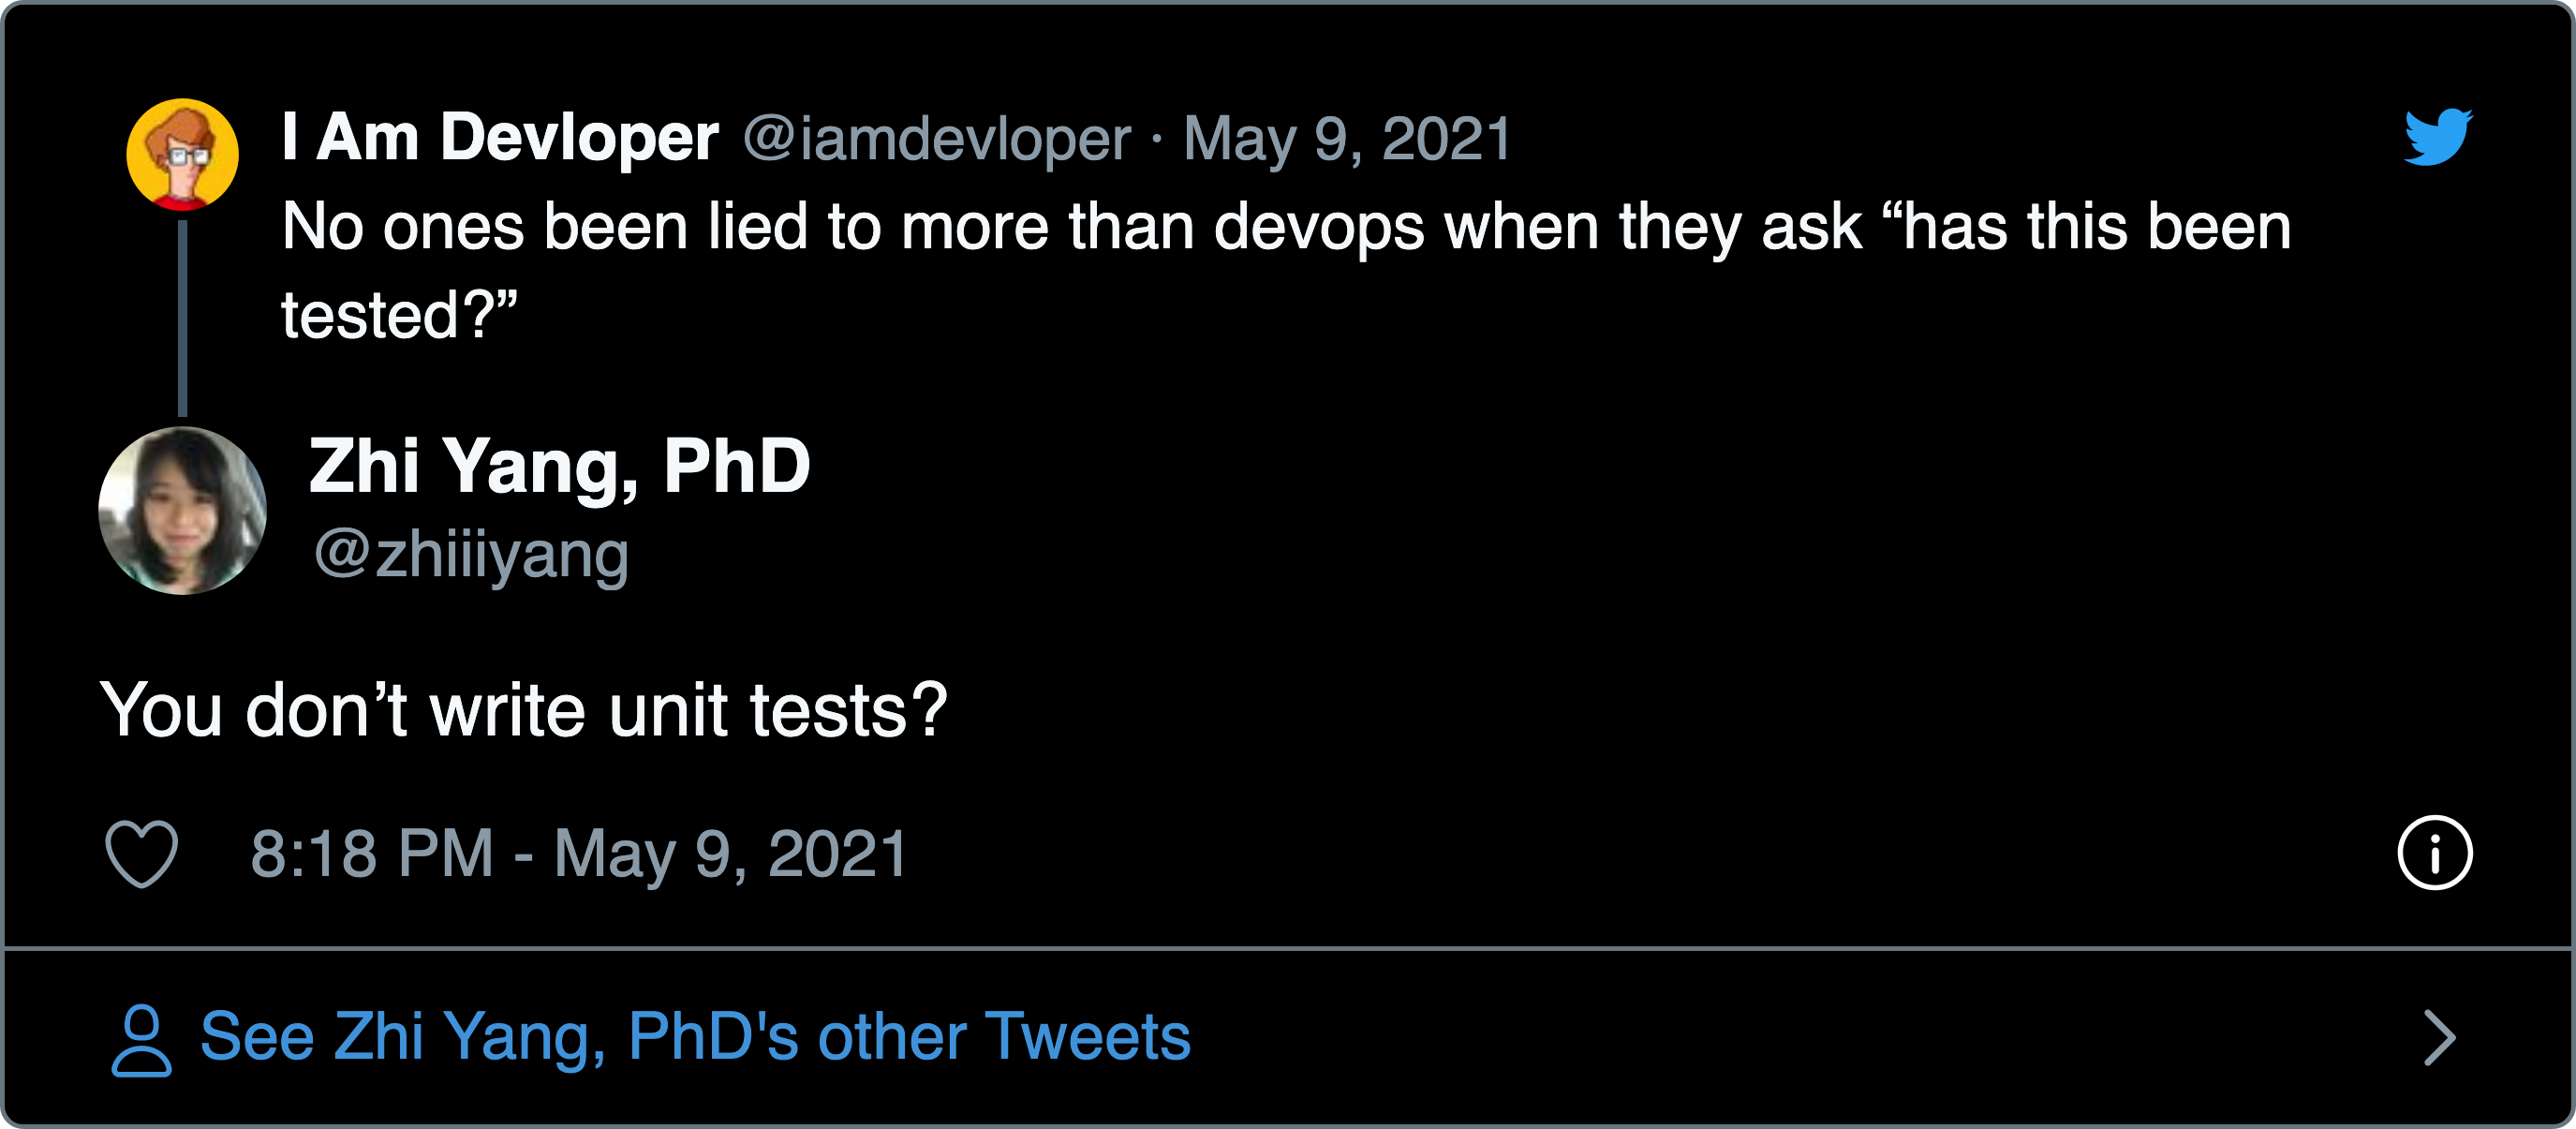 I Am Devloper @iamdevloper · May 9, 2021
No ones been lied to more than devops when they ask “has this been
tested?”
Zhi Yang, PhD
@zhiiiyang
You don’t write unit tests?
8:18 PM - May 9, 2021
See Zhi Yang, PhD's other Tweets